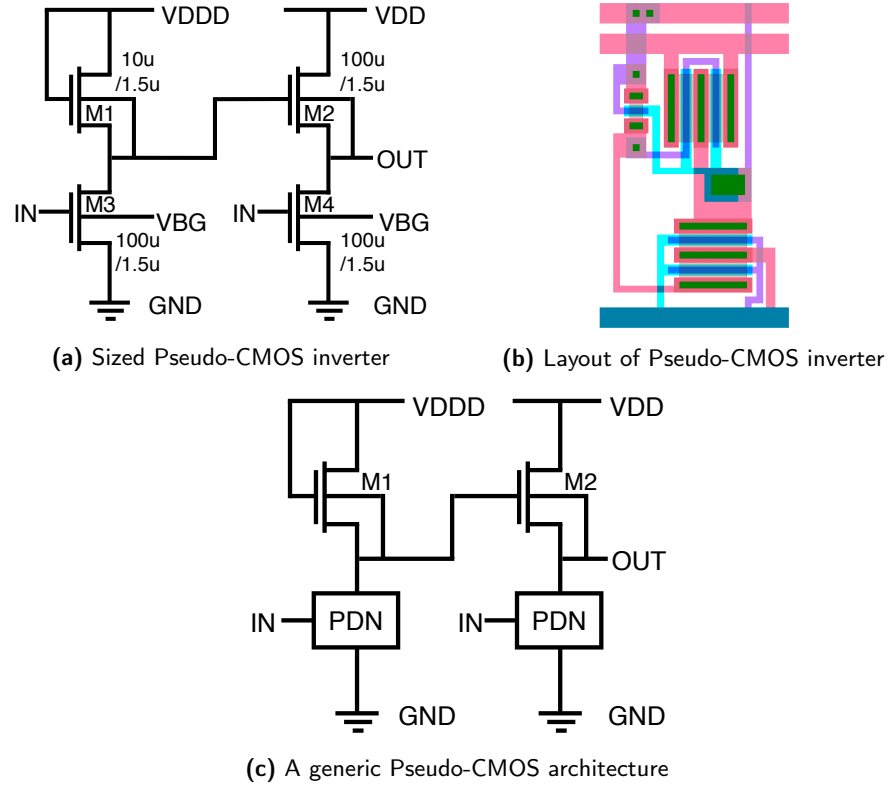 VDDD
VDD
10u
/1.5u
100u
/1.5u
M1
M2
OUT
IN
M3
VBG
IN
M4
VBG
100u
/1.5u
100u
/1.5u
GND
GND
(a) Sized Pseudo-CMOS inverter
(b) Layout of Pseudo-CMOS inverter
VDDD
VDD
M1
M2
OUT
IN
PDN
IN
PDN
GND
GND
(c) A generic Pseudo-CMOS architecture